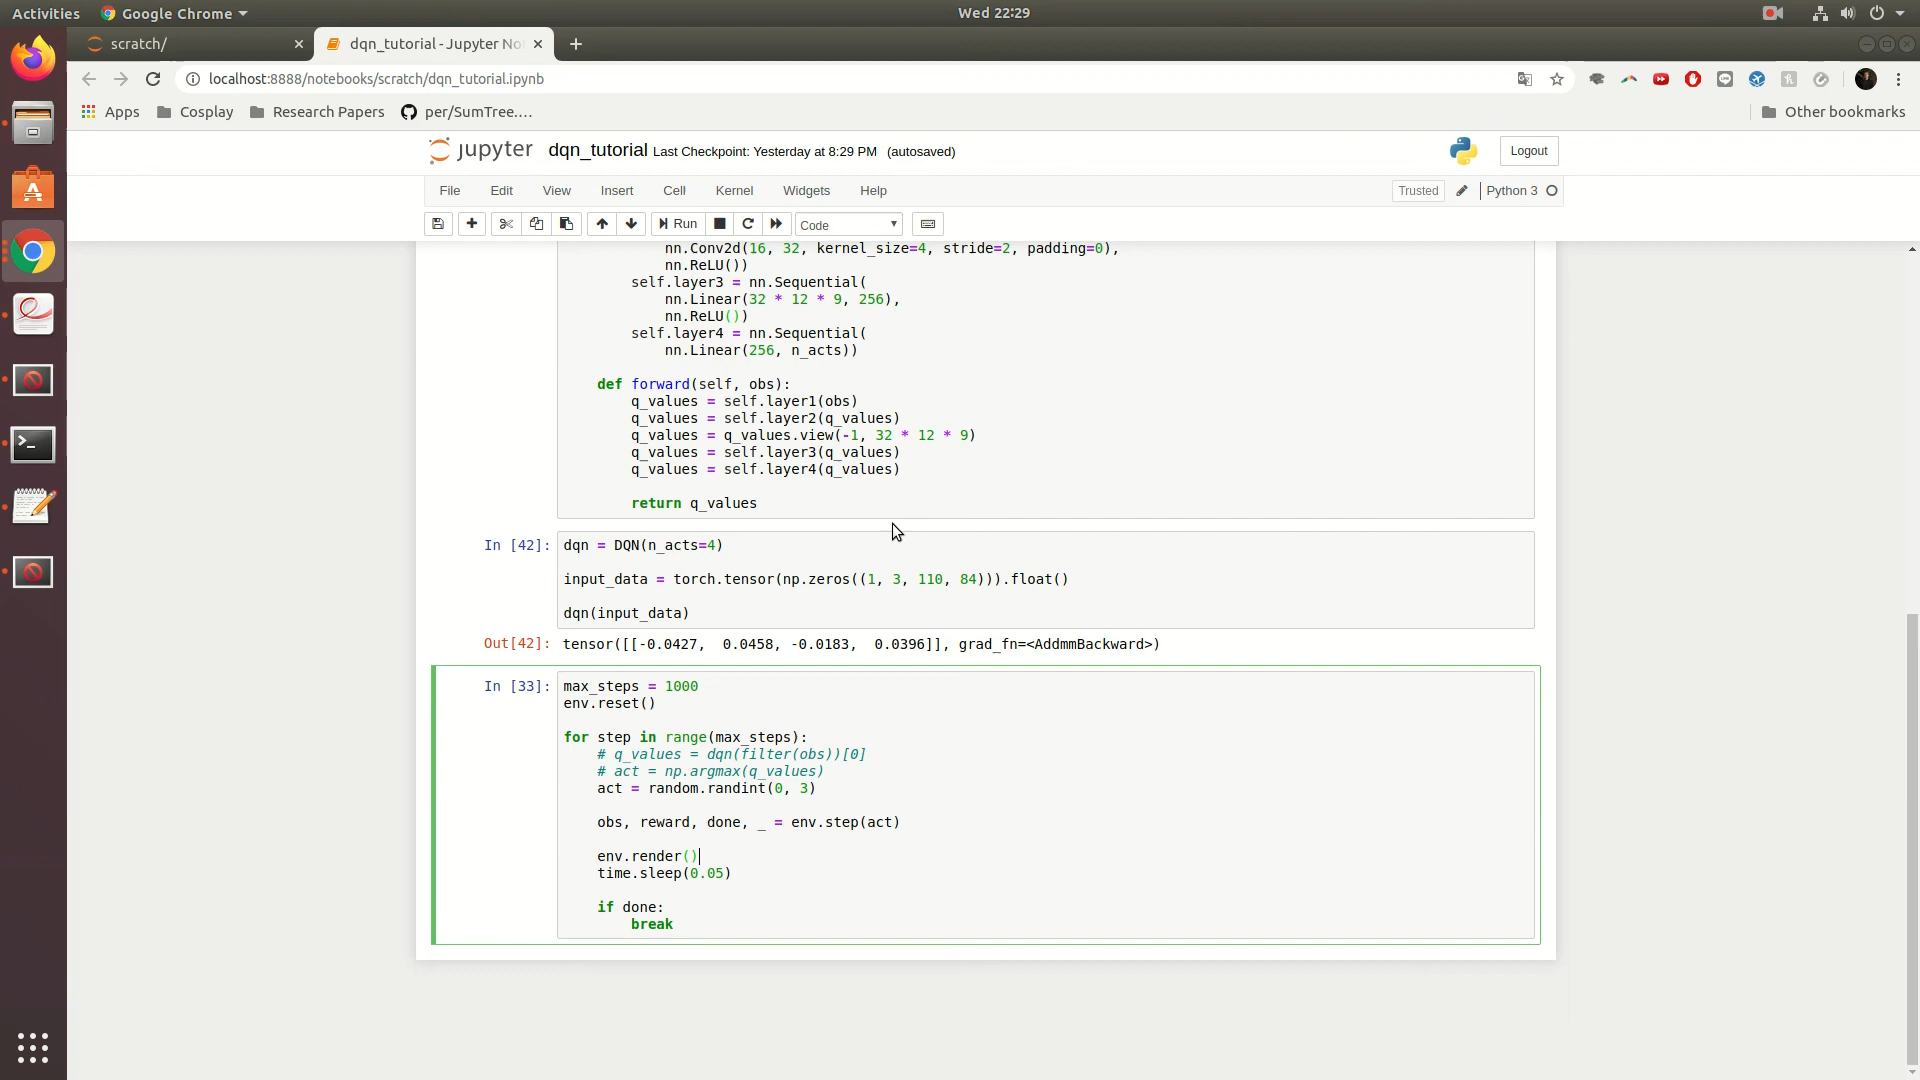 Activities Google Chrome Wed 22:29
scratch/ dqn_tutorial - Jupyter No
localhost:8888/notebooks/scratch/dqn_tutorial.ipynb
Apps Cosplay Research Papers per/SumTree.... Other bookmarks
jupyter dqn_tutorial Last Checkpoint: Yesterday at 8:29 PM (autosaved) Logout
File Edit View Insert Cell Kernel Widgets Help Trusted Python 3
Run Code
nn.Conv2d(16, 32, kernel_size=4, stride=2, padding=0),
nn.ReLU())
self.layer3 = nn.Sequential(
nn.Linear(32 * 12 * 9, 256),
nn.ReLU())
self.layer4 = nn.Sequential(
nn.Linear(256, n_acts))
def forward(self, obs):
q_values = self.layer1(obs)
q_values = self.layer2(q_values)
q_values = q_values.view(-1, 32 * 12 * 9)
q_values = self.layer3(q_values)
q_values = self.layer4(q_values)
return q_values
In [42]: dqn = DQN(n_acts=4)
input_data = torch.tensor(np.zeros((1, 3, 110, 84))).float()
dqn(input_data)
Out[42]: tensor([[-0.0427, 0.0458, -0.0183, 0.0396]], grad_fn=<AddmmBackward>)
In [33]: max_steps = 1000
env.reset()
for step in range(max_steps):
# q_values = dqn(filter(obs))[0]
# act = np.argmax(q_values)
act = random.randint(0, 3)
obs, reward, done, _ = env.step(act)
env.render()
time.sleep(0.05)
if done:
break